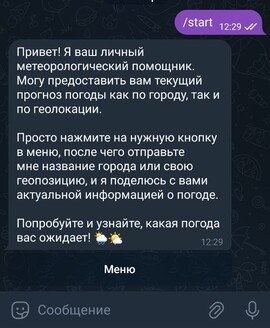 /start 12:29
Привет! Я ваш личный
метеорологический помощник.
Могу предоставить вам текущий
прогноз погоды как по городу, так и
по геолокации.
Просто нажмите на нужную кнопку
в меню, после чего отправьте
мне название города или свою
геопозицию, и я поделюсь с вами
актуальной информацией о погоде.
Попробуйте и узнайте, какая погода
вас ожидает! 🌦️🌤️
12:29
Меню
Сообщение